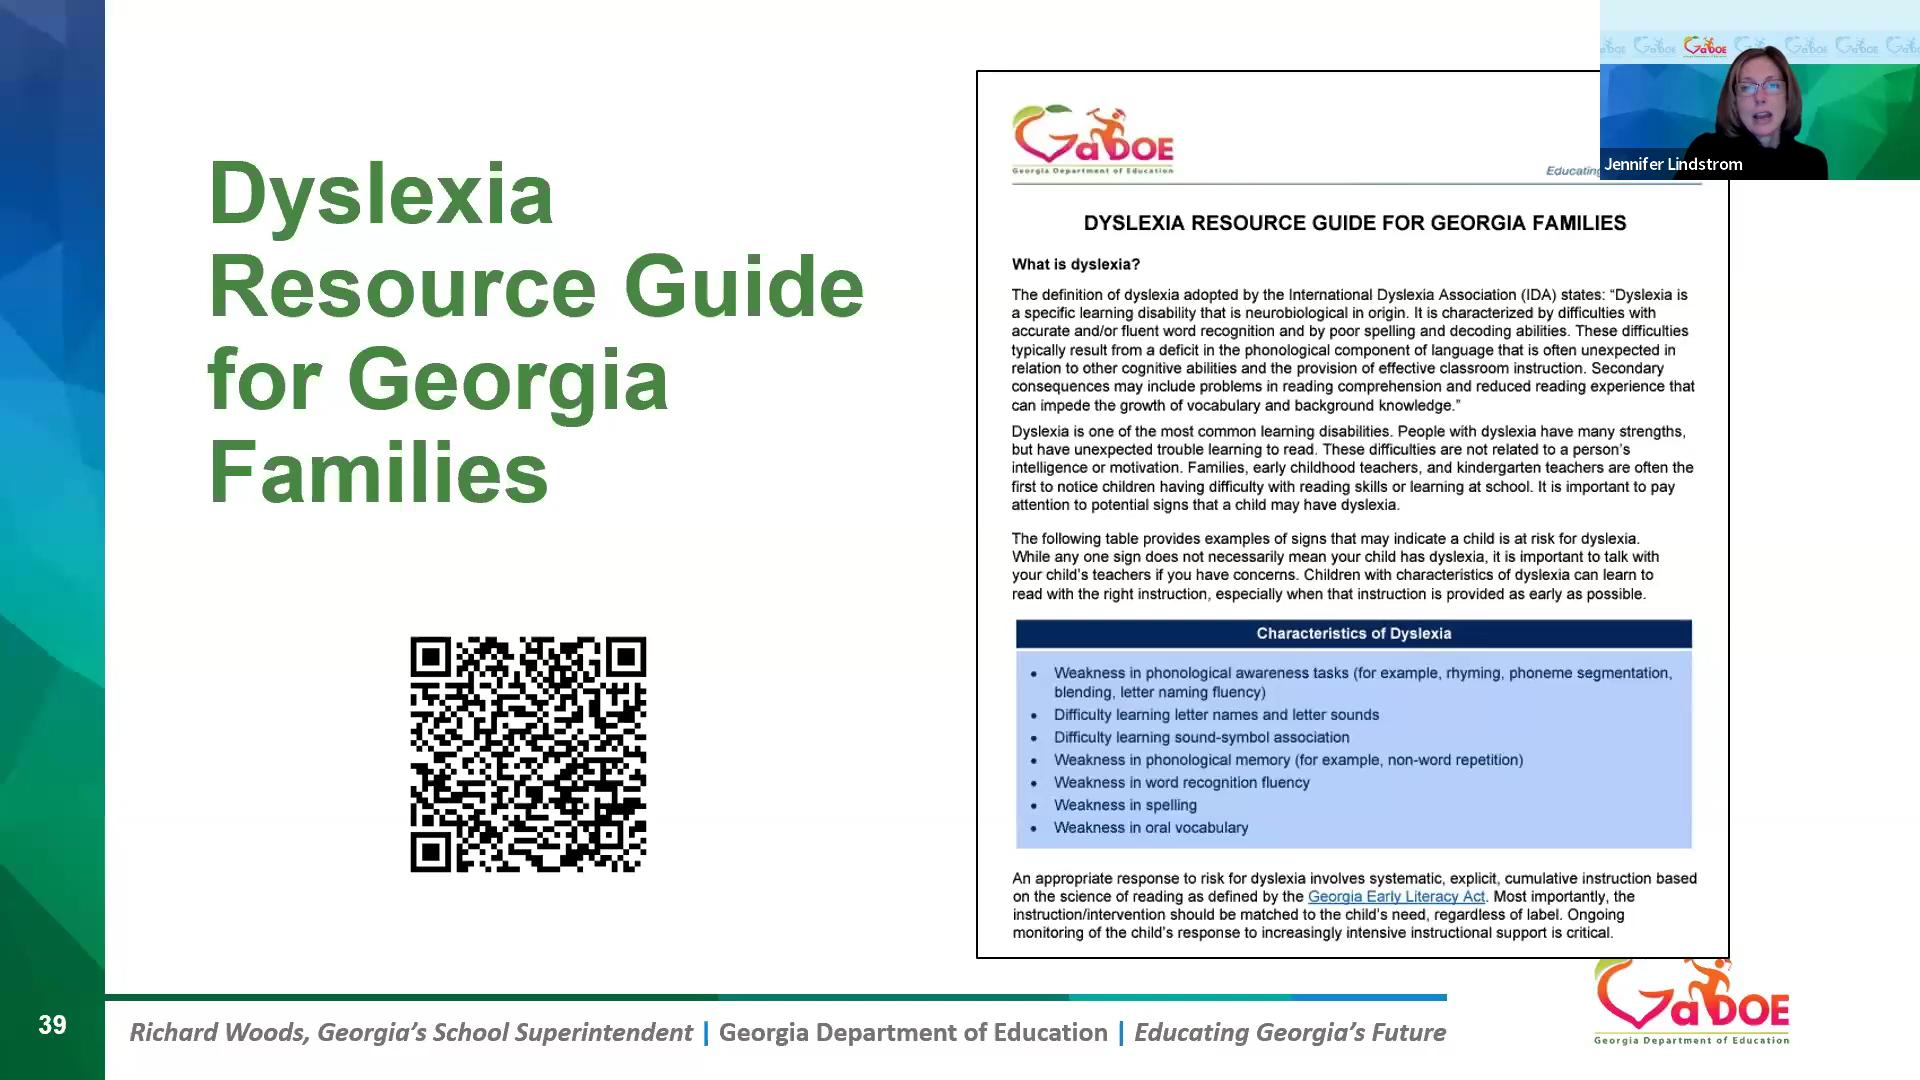 Dyslexia
Resource Guide
for Georgia
Families
GaDOE
Georgia Department of Education
Educating
DYSLEXIA RESOURCE GUIDE FOR GEORGIA FAMILIES
What is dyslexia?
The definition of dyslexia adopted by the International Dyslexia Association (IDA) states: “Dyslexia is
a specific learning disability that is neurobiological in origin. It is characterized by difficulties with
accurate and/or fluent word recognition and by poor spelling and decoding abilities. These difficulties
typically result from a deficit in the phonological component of language that is often unexpected in
relation to other cognitive abilities and the provision of effective classroom instruction. Secondary
consequences may include problems in reading comprehension and reduced reading experience that
can impede the growth of vocabulary and background knowledge.”
Dyslexia is one of the most common learning disabilities. People with dyslexia have many strengths,
but have unexpected trouble learning to read. These difficulties are not related to a person’s
intelligence or motivation. Families, early childhood teachers, and kindergarten teachers are often the
first to notice children having difficulty with reading skills or learning at school. It is important to pay
attention to potential signs that a child may have dyslexia.
The following table provides examples of signs that may indicate a child is at risk for dyslexia.
While any one sign does not necessarily mean your child has dyslexia, it is important to talk with
your child’s teachers if you have concerns. Children with characteristics of dyslexia can learn to
read with the right instruction, especially when that instruction is provided as early as possible.
Characteristics of Dyslexia
• Weakness in phonological awareness tasks (for example, rhyming, phoneme segmentation,
blending, letter naming fluency)
• Difficulty learning letter names and letter sounds
• Difficulty learning sound-symbol association
• Weakness in phonological memory (for example, non-word repetition)
• Weakness in word recognition fluency
• Weakness in spelling
• Weakness in oral vocabulary
An appropriate response to risk for dyslexia involves systematic, explicit, cumulative instruction based
on the science of reading as defined by the Georgia Early Literacy Act. Most importantly, the
instruction/intervention should be matched to the child’s need, regardless of label. Ongoing
monitoring of the child’s response to increasingly intensive instructional support is critical.
GaDOE
Jennifer Lindstrom
39
Richard Woods, Georgia’s School Superintendent | Georgia Department of Education | Educating Georgia’s Future
GaDOE
Georgia Department of Education